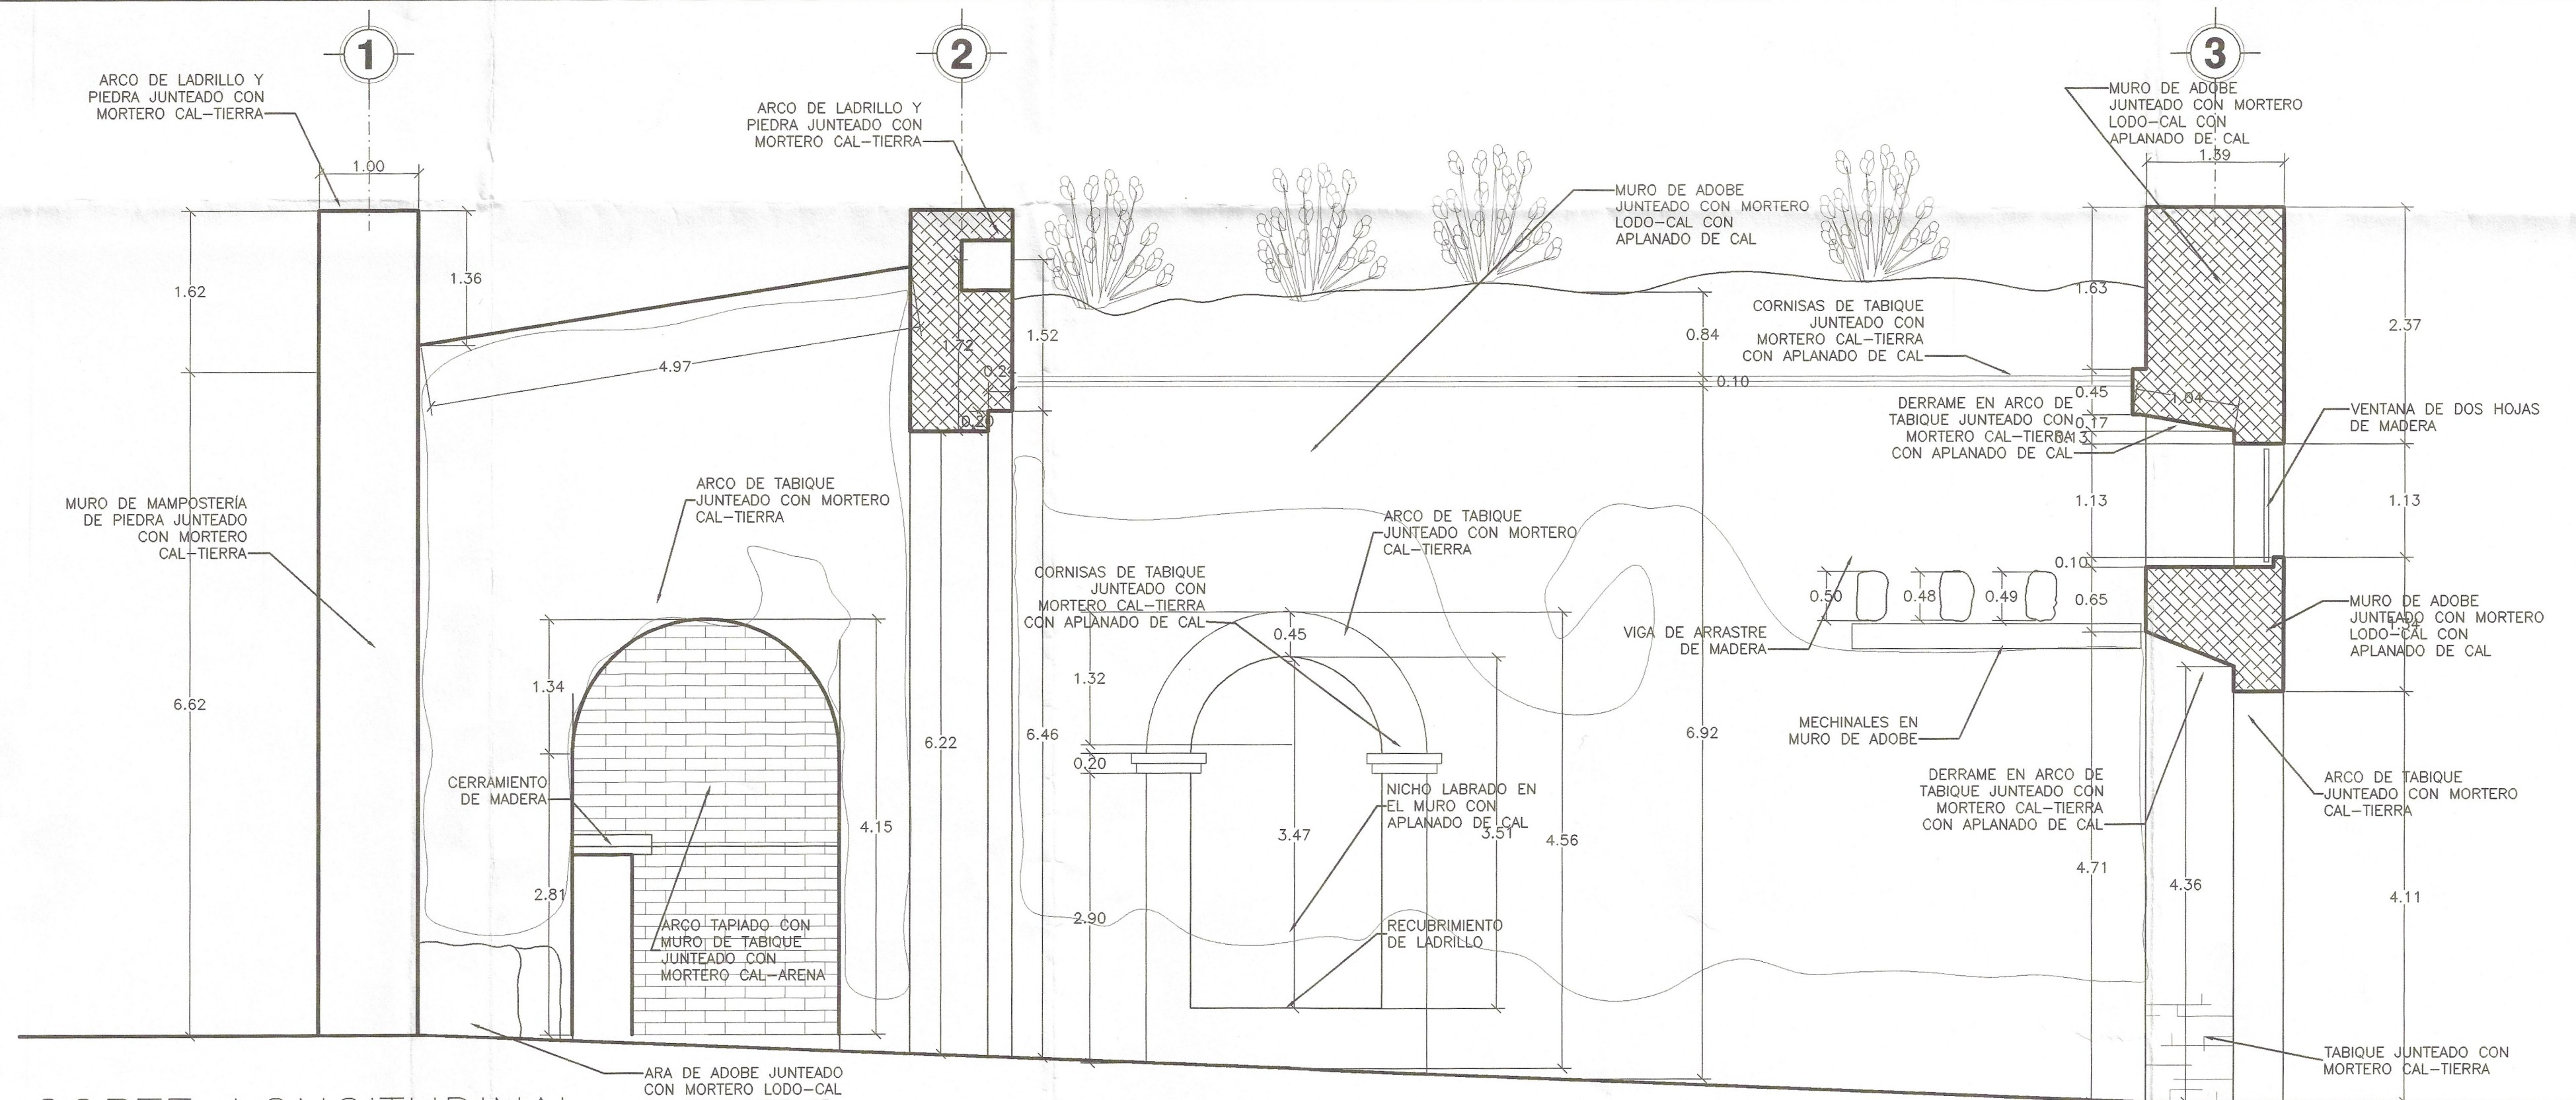 1
2
3
ARCO DE LADRILLO Y
PIEDRA JUNTEADO CON
MORTERO CAL-TIERRA
1.00
ARCO DE LADRILLO Y
PIEDRA JUNTEADO CON
MORTERO CAL-TIERRA
MURO DE ADOBE
JUNTEADO CON MORTERO
LODO-CAL CON
APLANADO DE CAL
1.39
MURO DE ADOBE
JUNTEADO CON MORTERO
LODO-CAL CON
APLANADO DE CAL
1.62
1.36
4.97
1.72
0.20
1.52
0.84
0.10
CORNISAS DE TABIQUE
JUNTEADO CON
MORTERO CAL-TIERRA
CON APLANADO DE CAL
1.63
2.37
0.45
1.04
DERRAME EN ARCO DE
TABIQUE JUNTEADO CON
MORTERO CAL-TIERRA
CON APLANADO DE CAL
0.17
0.13
VENTANA DE DOS HOJAS
DE MADERA
1.13
1.13
0.10
0.65
MURO DE MAMPOSTERÍA
DE PIEDRA JUNTEADO
CON MORTERO
CAL-TIERRA
ARCO DE TABIQUE
JUNTEADO CON MORTERO
CAL-TIERRA
ARCO DE TABIQUE
JUNTEADO CON MORTERO
CAL-TIERRA
CORNISAS DE TABIQUE
JUNTEADO CON
MORTERO CAL-TIERRA
CON APLANADO DE CAL
0.50
0.48
0.49
VIGA DE ARRASTRE
DE MADERA
MURO DE ADOBE
JUNTEADO CON MORTERO
LODO-CAL CON
APLANADO DE CAL
1.34
6.62
1.34
6.22
6.46
1.32
0.45
0.20
6.92
MECHINALES EN
MURO DE ADOBE
CERRAMIENTO
DE MADERA
4.15
NICHO LABRADO EN
EL MURO CON
APLANADO DE CAL
3.47
3.51
4.56
DERRAME EN ARCO DE
TABIQUE JUNTEADO CON
MORTERO CAL-TIERRA
CON APLANADO DE CAL
ARCO DE TABIQUE
JUNTEADO CON MORTERO
CAL-TIERRA
2.81
2.90
4.71
4.36
4.11
ARCO TAPIADO CON
MURO DE TABIQUE
JUNTEADO CON
MORTERO CAL-ARENA
RECUBRIMIENTO
DE LADRILLO
ARA DE ADOBE JUNTEADO
CON MORTERO LODO-CAL
TABIQUE JUNTEADO CON
MORTERO CAL-TIERRA
CORTE LONGITUDINAL